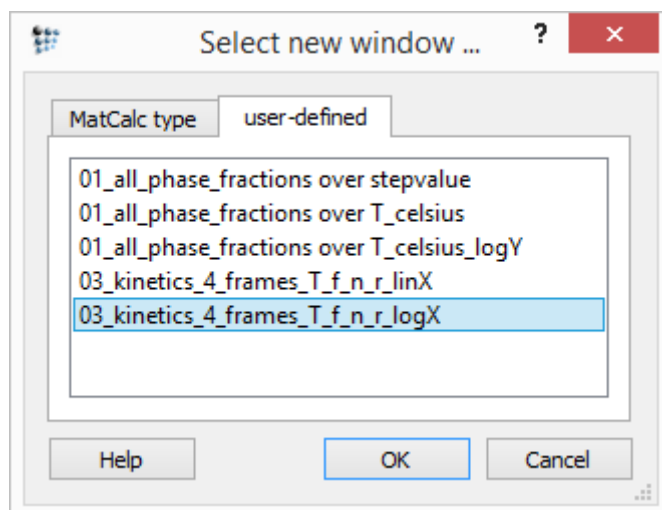 Select new window ... ? ×
MatCalc type user-defined
01_all_phase_fractions over stepvalue
01_all_phase_fractions over T_celsius
01_all_phase_fractions over T_celsius_logY
03_kinetics_4_frames_T_f_n_r_linX
03_kinetics_4_frames_T_f_n_r_logX
Help OK Cancel